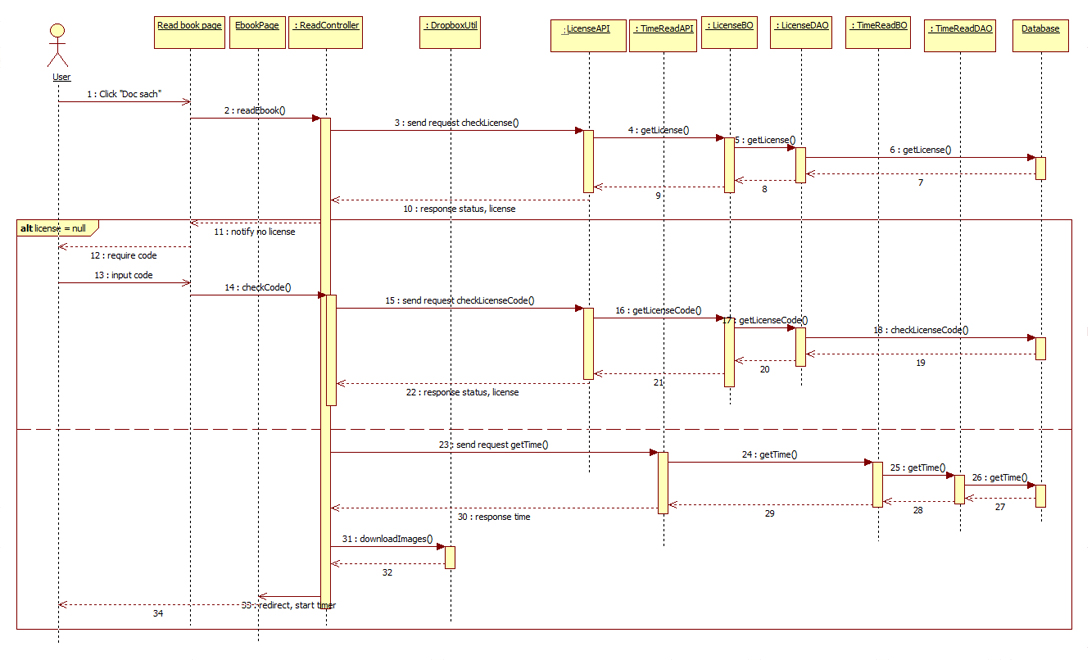 Read book page
EbookPage
: ReadController
: DropboxUtil
: LicenseAPI
: TimeReadAPI
: LicenseBO
: LicenseDAO
: TimeReadBO
: TimeReadDAO
Database
User
1 : Click "Doc sach"
2 : readEbook()
3 : send request checkLicense()
4 : getLicense()
5 : getLicense()
6 : getLicense()
7
8
9
10 : response status, license
alt license = null
11 : notify no license
12 : require code
13 : input code
14 : checkCode()
15 : send request checkLicenseCode()
16 : getLicenseCode()
17 : getLicenseCode()
18 : checkLicenseCode()
19
20
21
22 : response status, license
23 : send request getTime()
24 : getTime()
25 : getTime()
26 : getTime()
27
28
29
30 : response time
31 : downloadImages()
32
33 : redirect, start timer
34